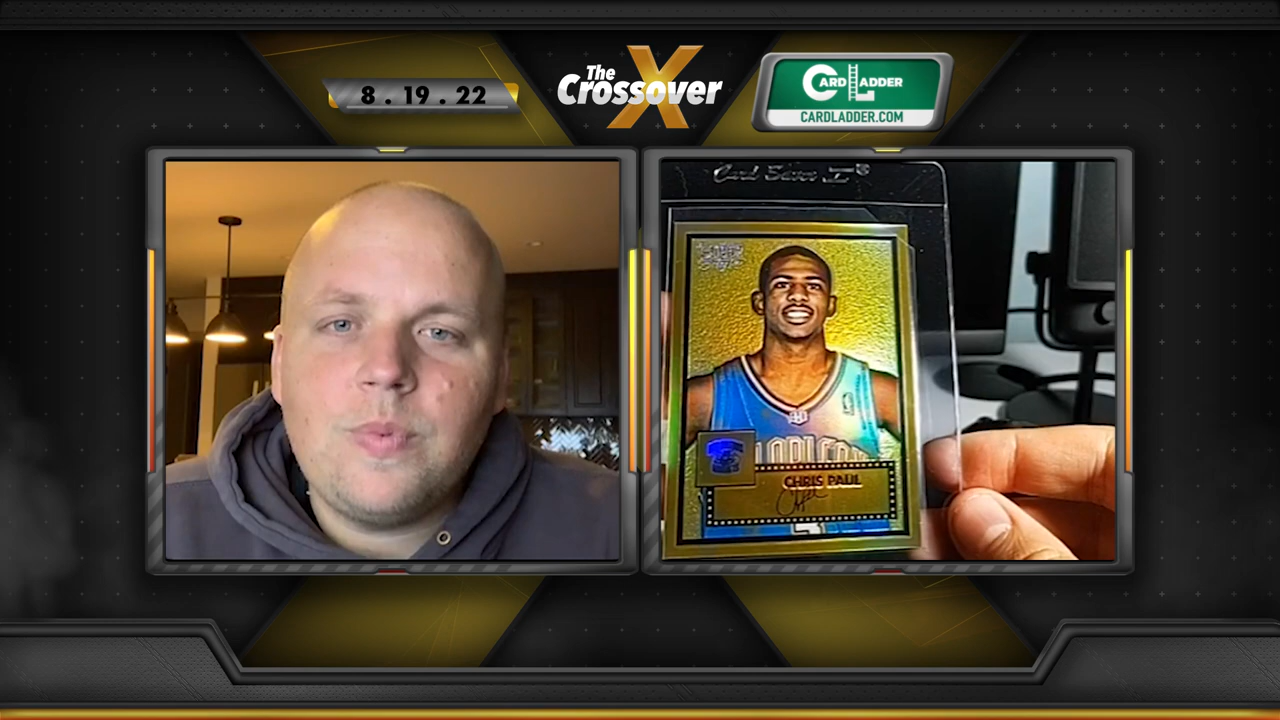 8 . 19 . 22
The
Crossover
X
CARD LADDER
CARDLADDER.COM
Card Saver I®
CHRIS PAUL